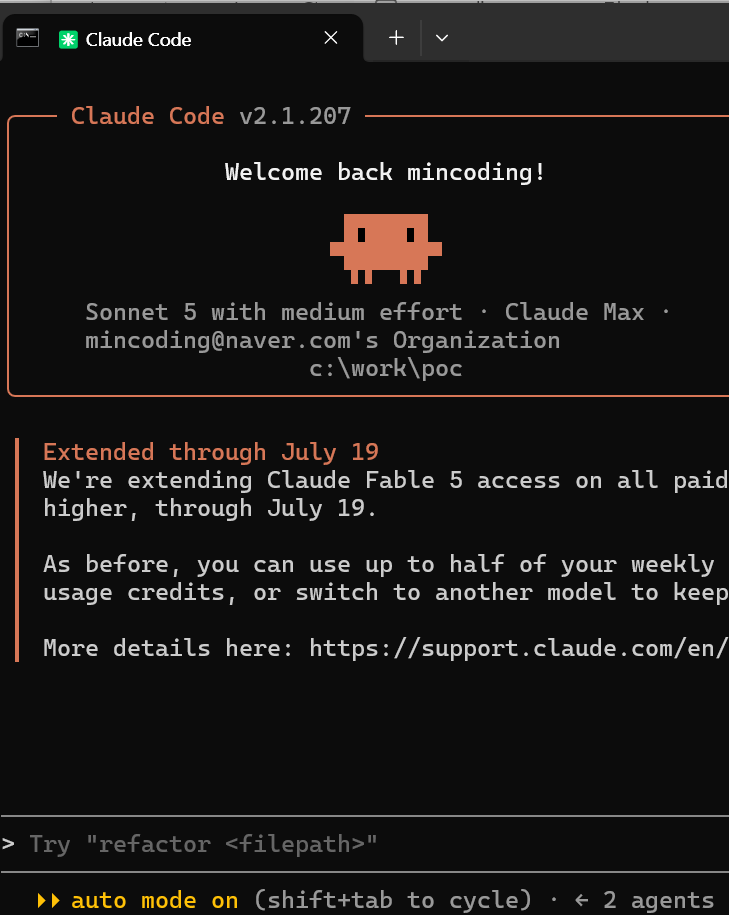 Claude Code
Claude Code v2.1.207
Welcome back mincoding!
Sonnet 5 with medium effort · Claude Max ·
mincoding@naver.com's Organization
c:\work\poc
Extended through July 19
We're extending Claude Fable 5 access on all paid
higher, through July 19.
As before, you can use up to half of your weekly
usage credits, or switch to another model to keep
More details here: https://support.claude.com/en/
> Try "refactor <filepath>"
⏵⏵ auto mode on (shift+tab to cycle) · ← 2 agents